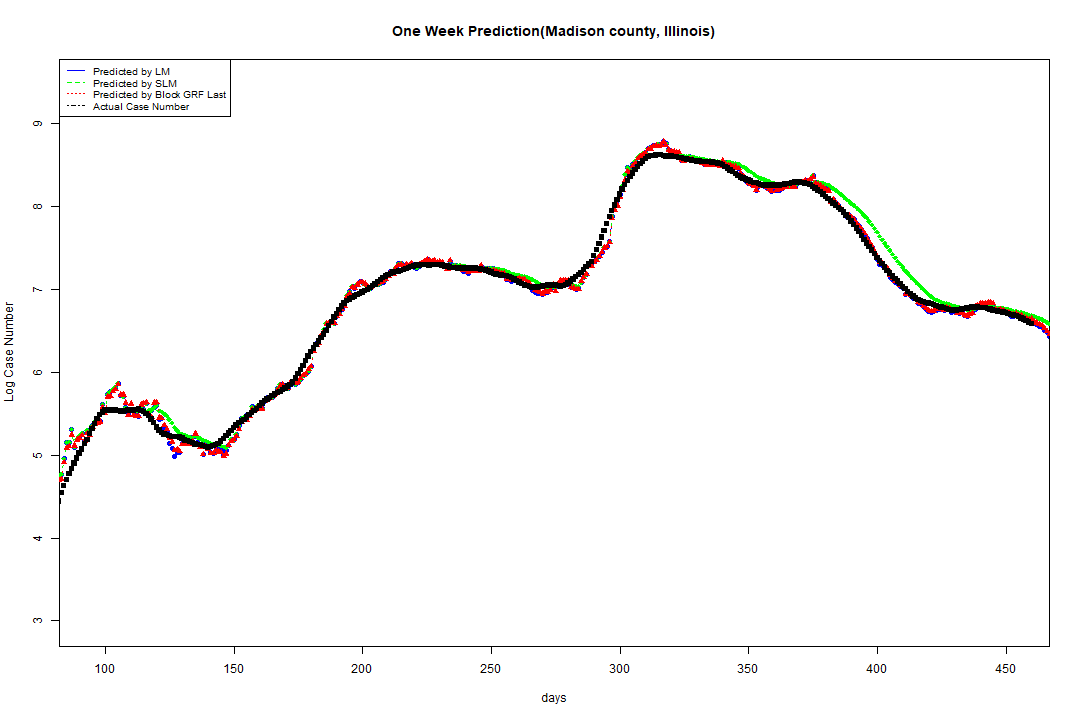 One Week Prediction(Madison county, Illinois)
Predicted by LM
Predicted by SLM
Predicted by Block GRF Last
Actual Case Number
9
8
7
6
5
4
3
Log Case Number
100 150 200 250 300 350 400 450
days